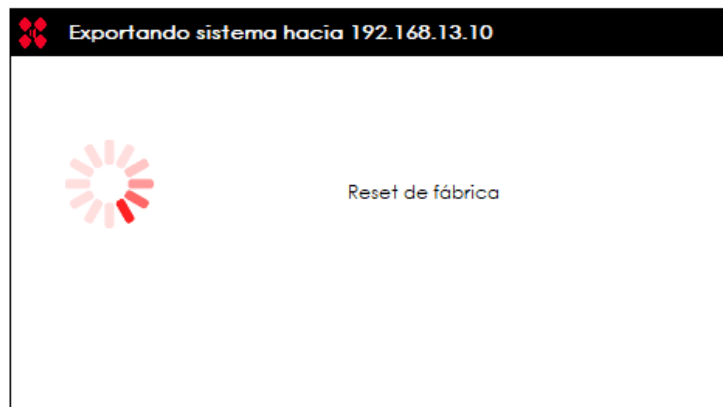 Exportando sistema hacia 192.168.13.10
Reset de fábrica